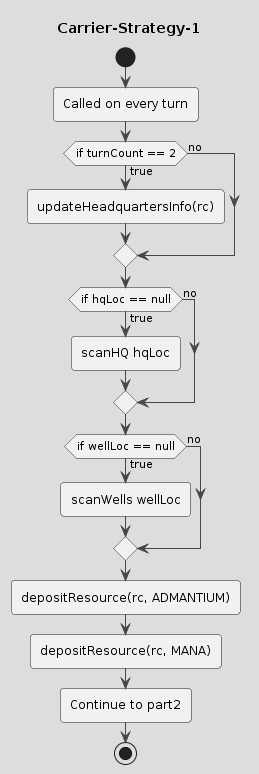 Carrier-Strategy-1
Called on every turn
if turnCount == 2
no
true
updateHeadquartersInfo(rc)
if hqLoc == null
no
true
scanHQ hqLoc
if wellLoc == null
no
true
scanWells wellLoc
depositResource(rc, ADMANTIUM)
depositResource(rc, MANA)
Continue to part2